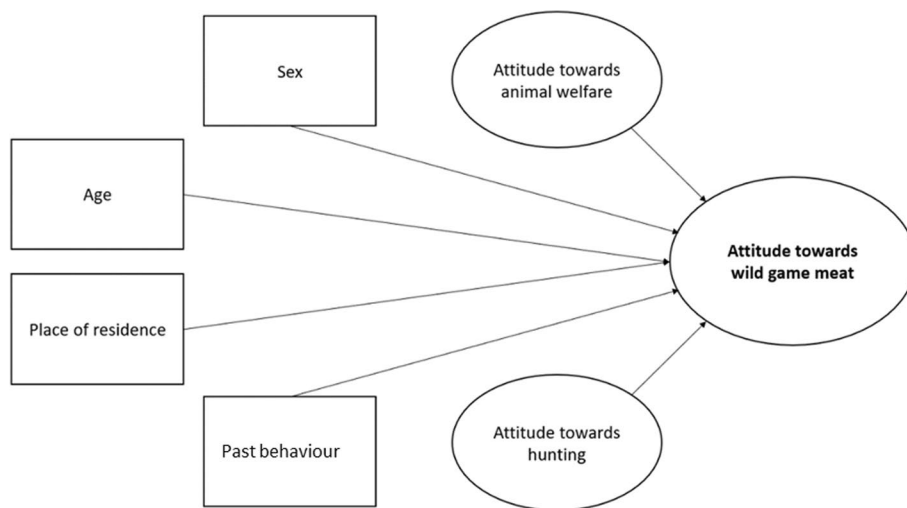 Sex
Attitude towards
animal welfare
Age
Attitude towards
wild game meat
Place of residence
Past behaviour
Attitude towards
hunting